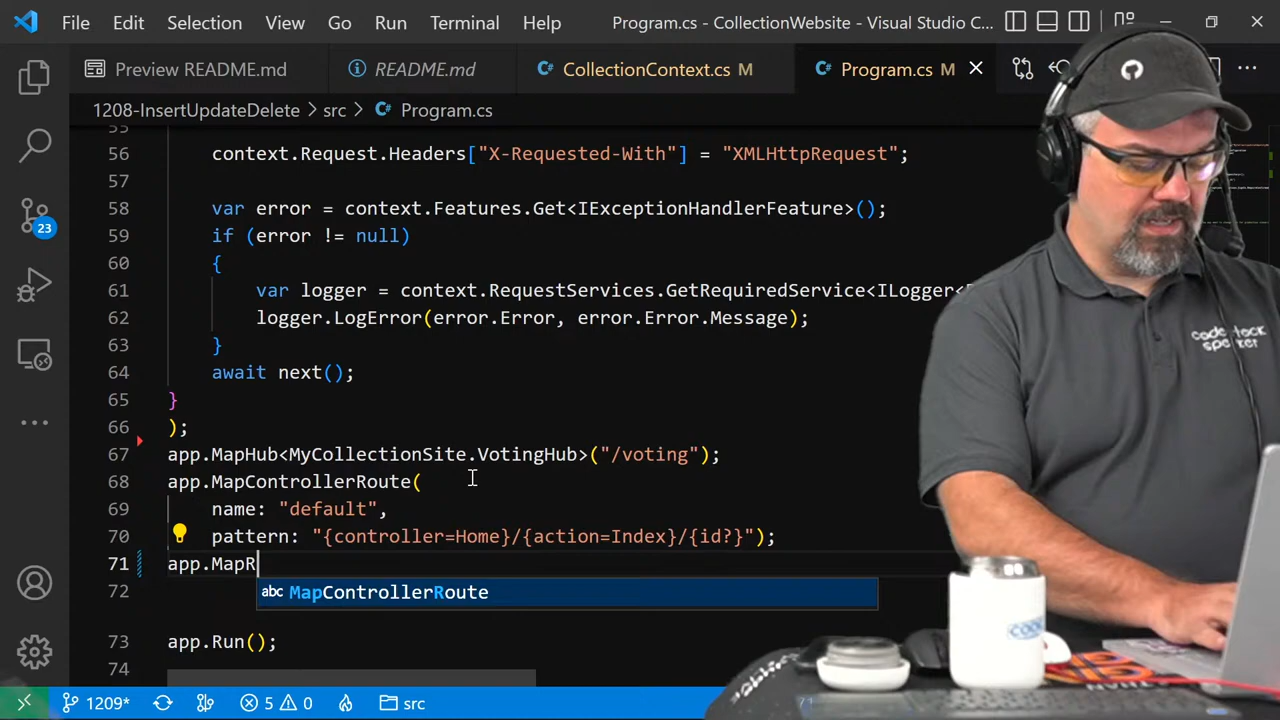 File Edit Selection View Go Run Terminal Help Program.cs - CollectionWebsite - Visual Studio C...
Preview README.md README.md CollectionContext.cs M Program.cs M
1208-InsertUpdateDelete > src > Program.cs
55
56 context.Request.Headers["X-Requested-With"] = "XMLHttpRequest";
57
58 var error = context.Features.Get<IExceptionHandlerFeature>();
59 if (error != null)
60 {
61 var logger = context.RequestServices.GetRequiredService<ILogger<
62 logger.LogError(error.Error, error.Error.Message);
63 }
64 await next();
65 }
66 );
67 app.MapHub<MyCollectionSite.VotingHub>("/voting");
68 app.MapControllerRoute(
69 name: "default",
70 pattern: "{controller=Home}/{action=Index}/{id?}");
71 app.MapR
abc MapControllerRoute
72
73 app.Run();
74
23
1209* 5 0 src
codestock
speaker